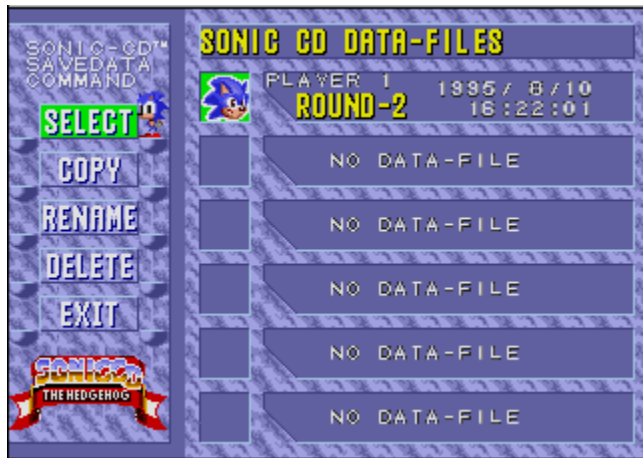 SONIC-CD™
SAVEDATA
COMMAND
SELECT
COPY
RENAME
DELETE
EXIT
SONIC CD
THE HEDGEHOG
SONIC CD DATA-FILES
PLAYER 1
ROUND-2
1995/ 8/10
16:22:01
NO DATA-FILE
NO DATA-FILE
NO DATA-FILE
NO DATA-FILE
NO DATA-FILE